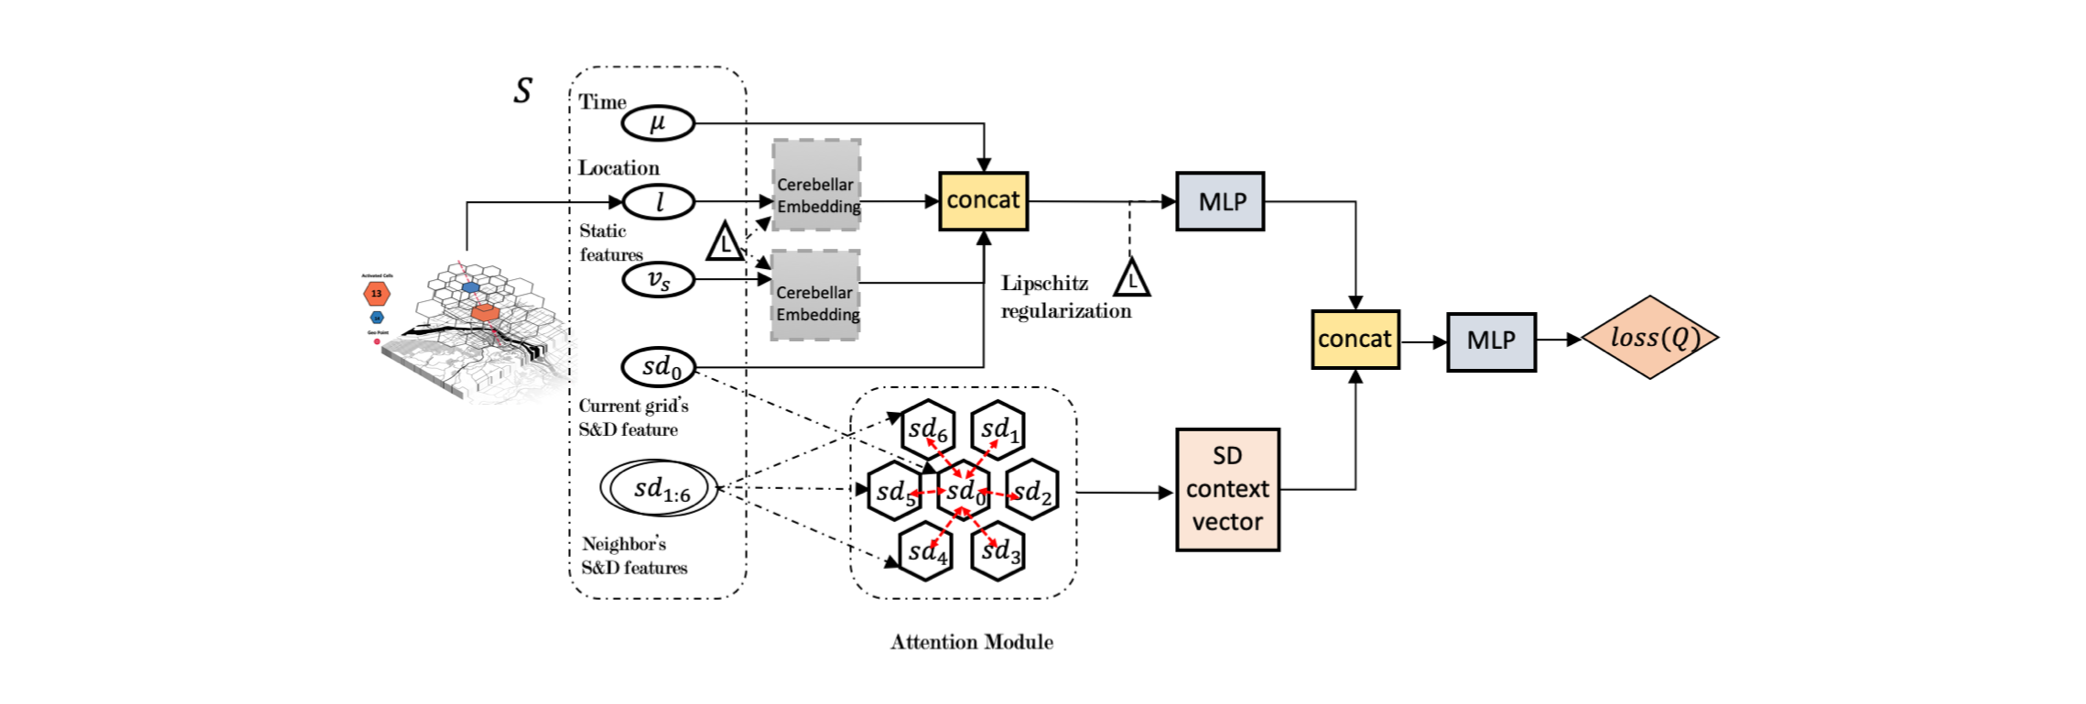 S
Time
μ
Location
l
Static
features
v_s
sd_0
Current grid's
S&D feature
sd_{1:6}
Neighbor's
S&D features
Activated Cells
13
Geo Point
L
Cerebellar
Embedding
Cerebellar
Embedding
concat
Lipschitz
regularization
L
MLP
sd_6
sd_1
sd_5
sd_0
sd_2
sd_4
sd_3
Attention Module
SD
context
vector
concat
MLP
loss(Q)